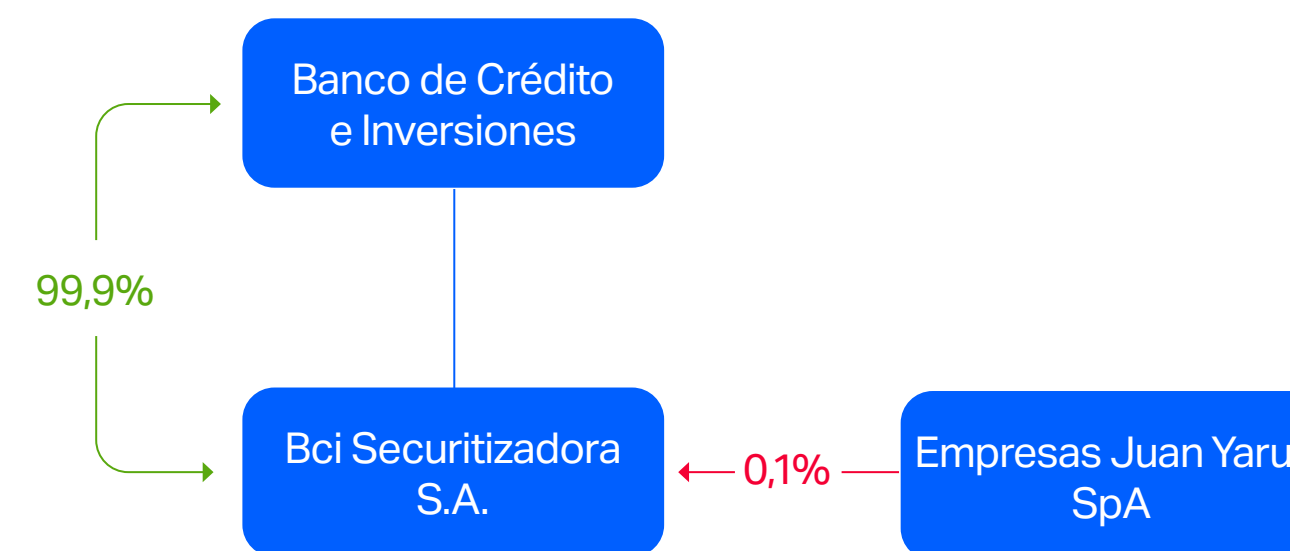 Banco de Crédito
e Inversiones
99,9%
Bci Securitizadora
S.A.
0,1%
Empresas Juan Yaru
SpA